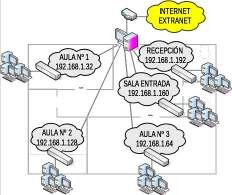 INTERNET
EXTRANET
AULA Nº 1
192.168.1.32
RECEPCIÓN
192.168.1.192
SALA ENTRADA
192.168.1.160
AULA Nº 2
192.168.1.128
AULA Nº 3
192.168.1.64